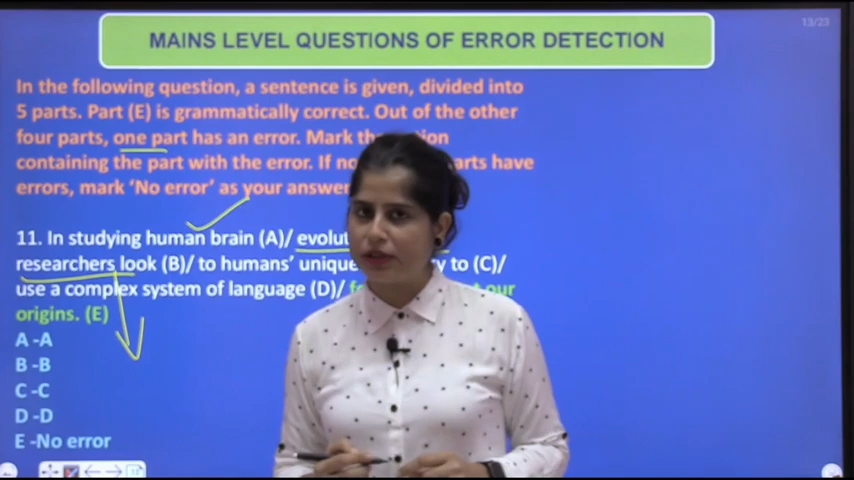 13/23
MAINS LEVEL QUESTIONS OF ERROR DETECTION
In the following question, a sentence is given, divided into
5 parts. Part (E) is grammatically correct. Out of the other
four parts, one part has an error. Mark the
containing the part with the error. If have
errors, mark ‘No error’ as your answer
11. In studying human brain (A)/
researchers look (B)/ to humans’ unique to (C)/
use a complex system of language (D)/ our
origins. (E)
A -A
B -B
C -C
D -D
E -No error